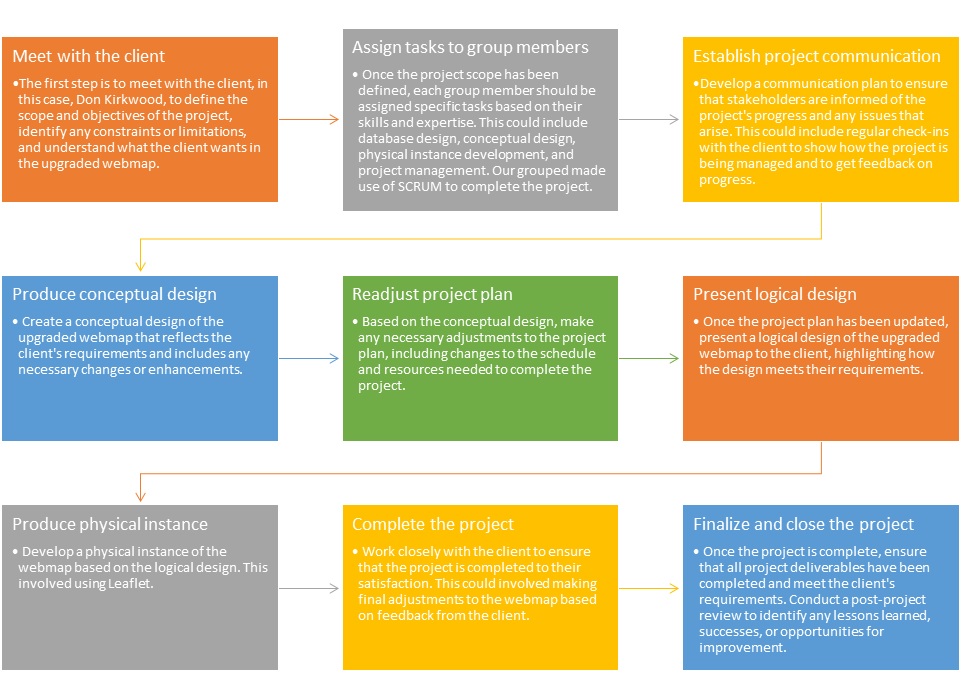 Meet with the client
•The first step is to meet with the client, in
this case, Don Kirkwood, to define the
scope and objectives of the project,
identify any constraints or limitations,
and understand what the client wants in
the upgraded webmap.
Assign tasks to group members
• Once the project scope has been
defined, each group member should be
assigned specific tasks based on their
skills and expertise. This could include
database design, conceptual design,
physical instance development, and
project management. Our grouped made
use of SCRUM to complete the project.
Establish project communication
•Develop a communication plan to ensure
that stakeholders are informed of the
project's progress and any issues that
arise. This could include regular check-ins
with the client to show how the project is
being managed and to get feedback on
progress.
Produce conceptual design
• Create a conceptual design of the
upgraded webmap that reflects the
client's requirements and includes any
necessary changes or enhancements.
Readjust project plan
• Based on the conceptual design, make
any necessary adjustments to the project
plan, including changes to the schedule
and resources needed to complete the
project.
Present logical design
• Once the project plan has been updated,
present a logical design of the upgraded
webmap to the client, highlighting how
the design meets their requirements.
Produce physical instance
• Develop a physical instance of the
webmap based on the logical design. This
involved using Leaflet.
Complete the project
• Work closely with the client to ensure
that the project is completed to their
satisfaction. This could involved making
final adjustments to the webmap based
on feedback from the client.
Finalize and close the project
• Once the project is complete, ensure
that all project deliverables have been
completed and meet the client's
requirements. Conduct a post-project
review to identify any lessons learned,
successes, or opportunities for
improvement.